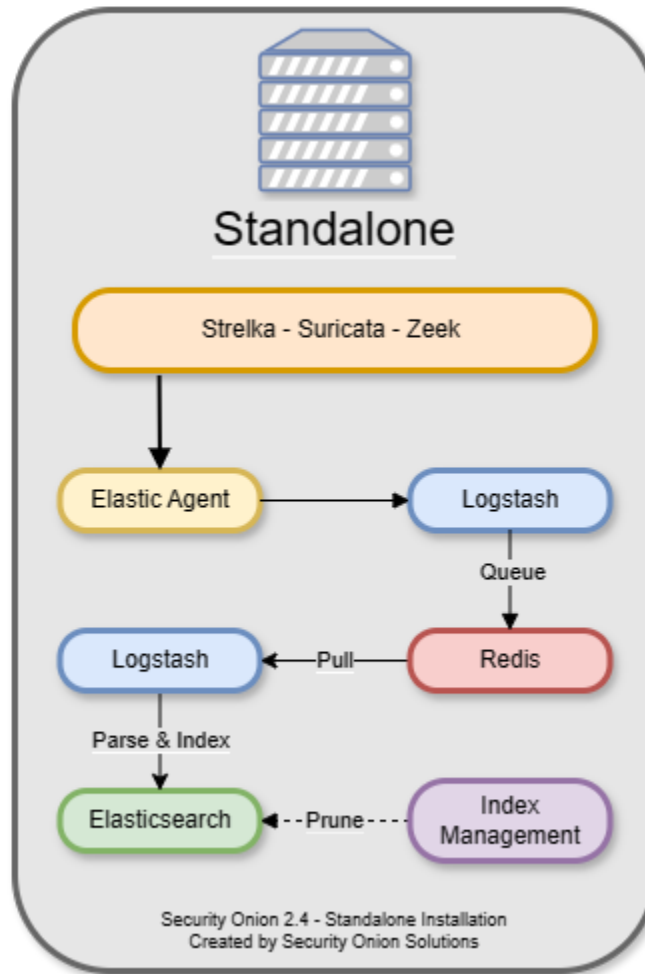 Standalone
Strelka - Suricata - Zeek
Elastic Agent
Logstash
Queue
Logstash
Pull
Redis
Parse & Index
Elasticsearch
Prune
Index
Management
Security Onion 2.4 - Standalone Installation
Created by Security Onion Solutions